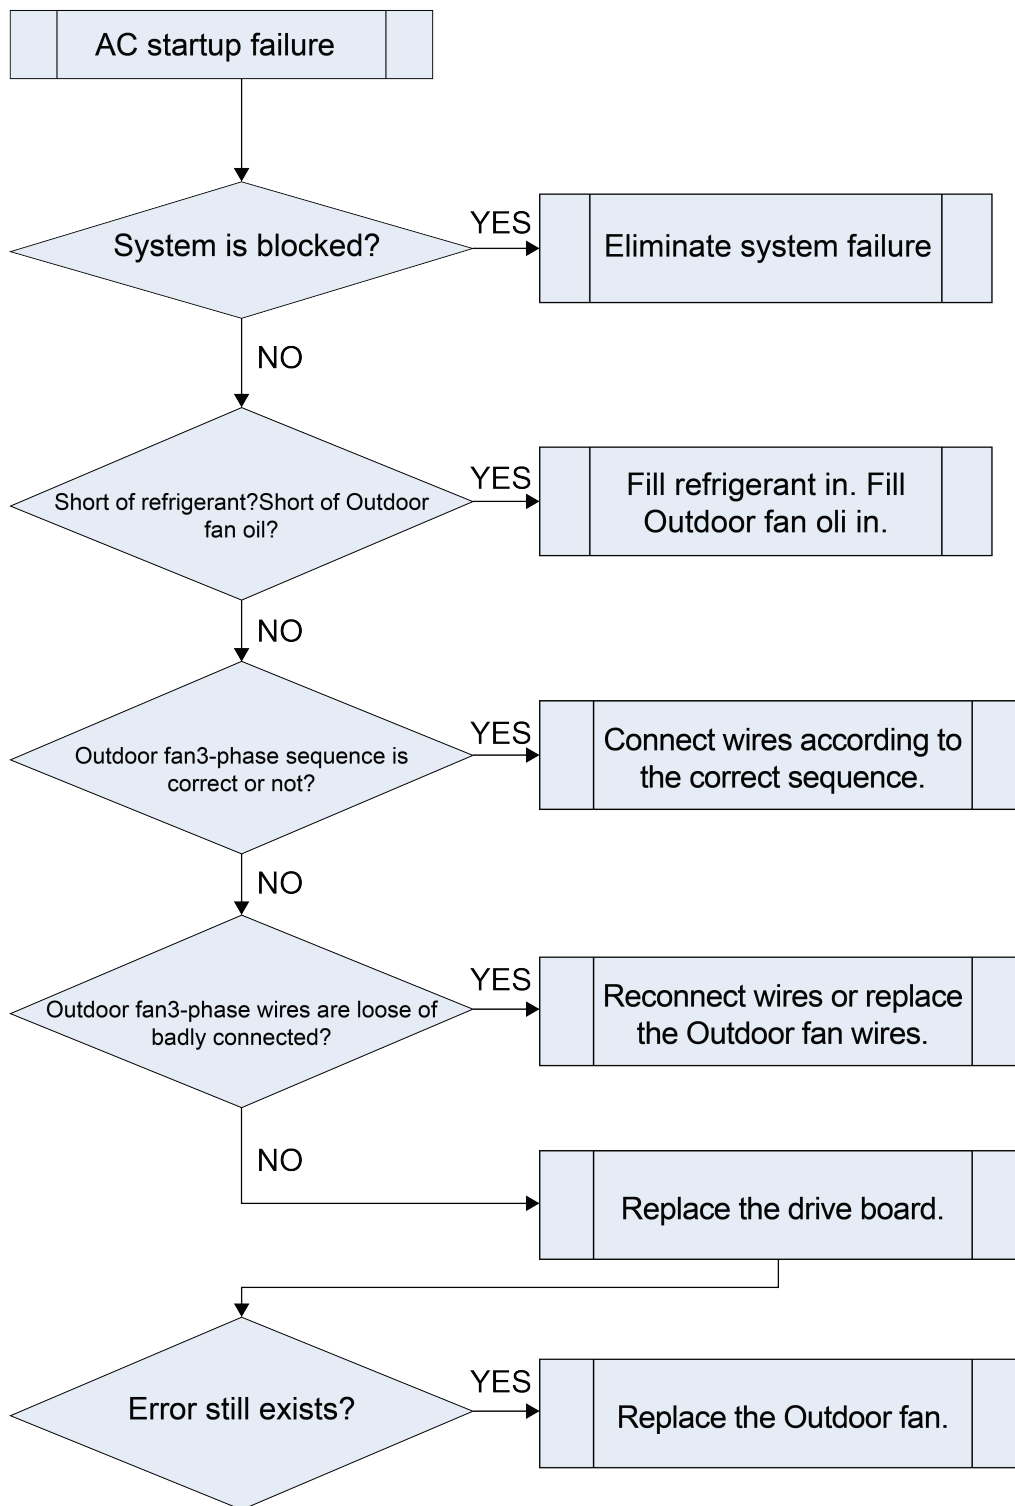 AC startup failure
System is blocked?
YES
Eliminate system failure
NO
Short of refrigerant?Short of Outdoor
fan oil?
YES
Fill refrigerant in. Fill
Outdoor fan oli in.
NO
Outdoor fan3-phase sequence is
correct or not?
YES
Connect wires according to
the correct sequence.
NO
Outdoor fan3-phase wires are loose of
badly connected?
YES
Reconnect wires or replace
the Outdoor fan wires.
NO
Replace the drive board.
Error still exists?
YES
Replace the Outdoor fan.